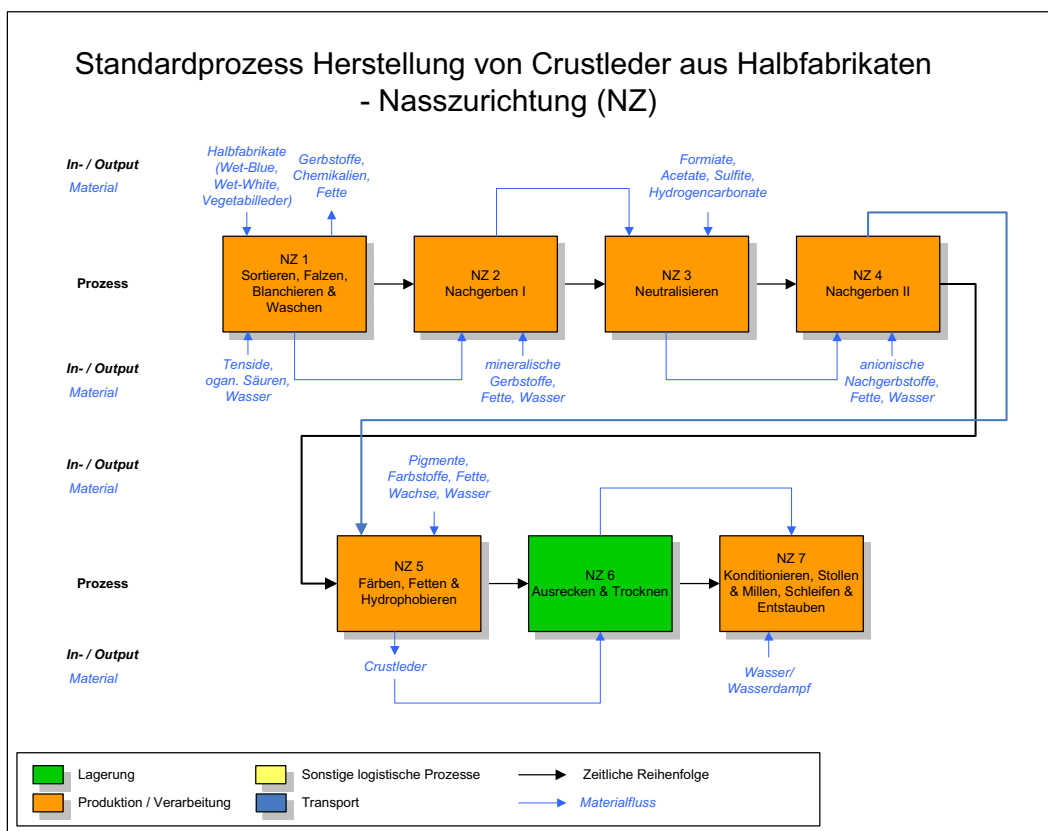 Standardprozess Herstellung von Crustleder aus Halbfabrikaten
- Nasszurichtung (NZ)
In- / Output
Material
Halbfabrikate
(Wet-Blue,
Wet-White,
Vegetabilleder)
Gerbstoffe,
Chemikalien,
Fette
Formiate,
Acetate, Sulfite,
Hydrogencarbonate
Prozess
NZ 1
Sortieren, Falzen,
Blanchieren &
Waschen
NZ 2
Nachgerben I
NZ 3
Neutralisieren
NZ 4
Nachgerben II
In- / Output
Material
Tenside,
ogan. Säuren,
Wasser
mineralische
Gerbstoffe,
Fette, Wasser
anionische
Nachgerbstoffe,
Fette, Wasser
In- / Output
Material
Pigmente,
Farbstoffe, Fette,
Wachse, Wasser
Prozess
NZ 5
Färben, Fetten &
Hydrophobieren
NZ 6
Ausrecken & Trocknen
NZ 7
Konditionieren, Stollen
& Millen, Schleifen &
Entstauben
In- / Output
Material
Crustleder
Wasser/
Wasserdampf
Lagerung
Sonstige logistische Prozesse
Zeitliche Reihenfolge
Produktion / Verarbeitung
Transport
Materialfluss